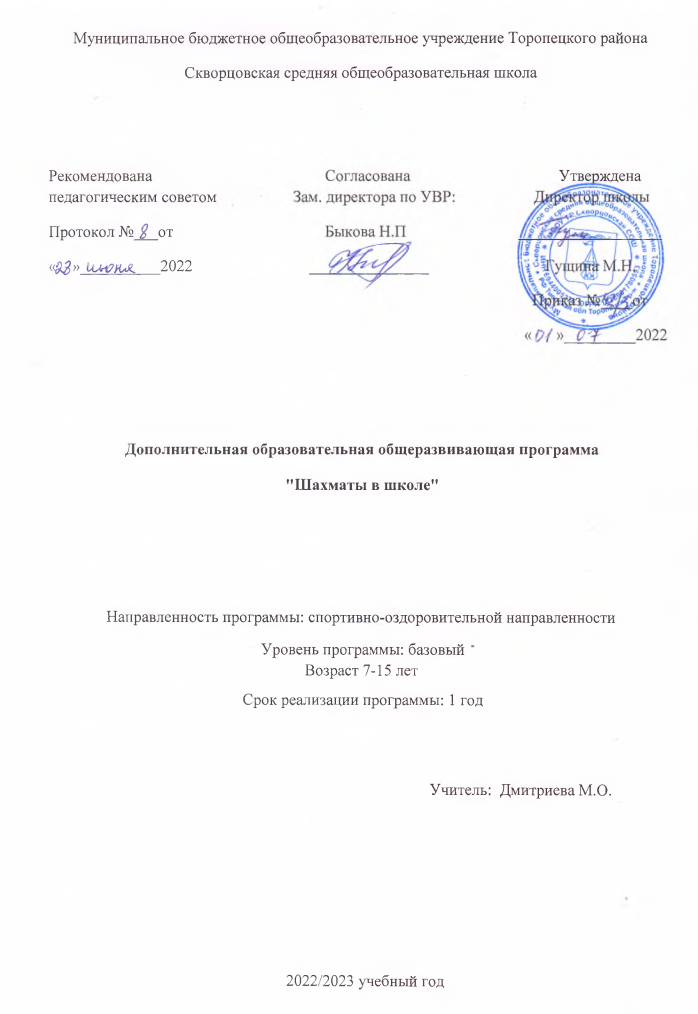 Муниципальное бюджетное общеобразовательное учреждение Торопецкого района
Скворцовская средняя общеобразовательная школа
Рекомендована
педагогическим советом
Протокол № 8 от
«23» июня 2022
Согласована
Зам. директора по УВР:
Быкова Н.П
Утверждена
Директор школы
Гущина М.Н.
Приказ № от
«01» 07 2022
Дополнительная образовательная общеразвивающая программа
"Шахматы в школе"
Направленность программы: спортивно-оздоровительной направленности
Уровень программы: базовый
Возраст 7-15 лет
Срок реализации программы: 1 год
Учитель: Дмитриева М.О.
2022/2023 учебный год